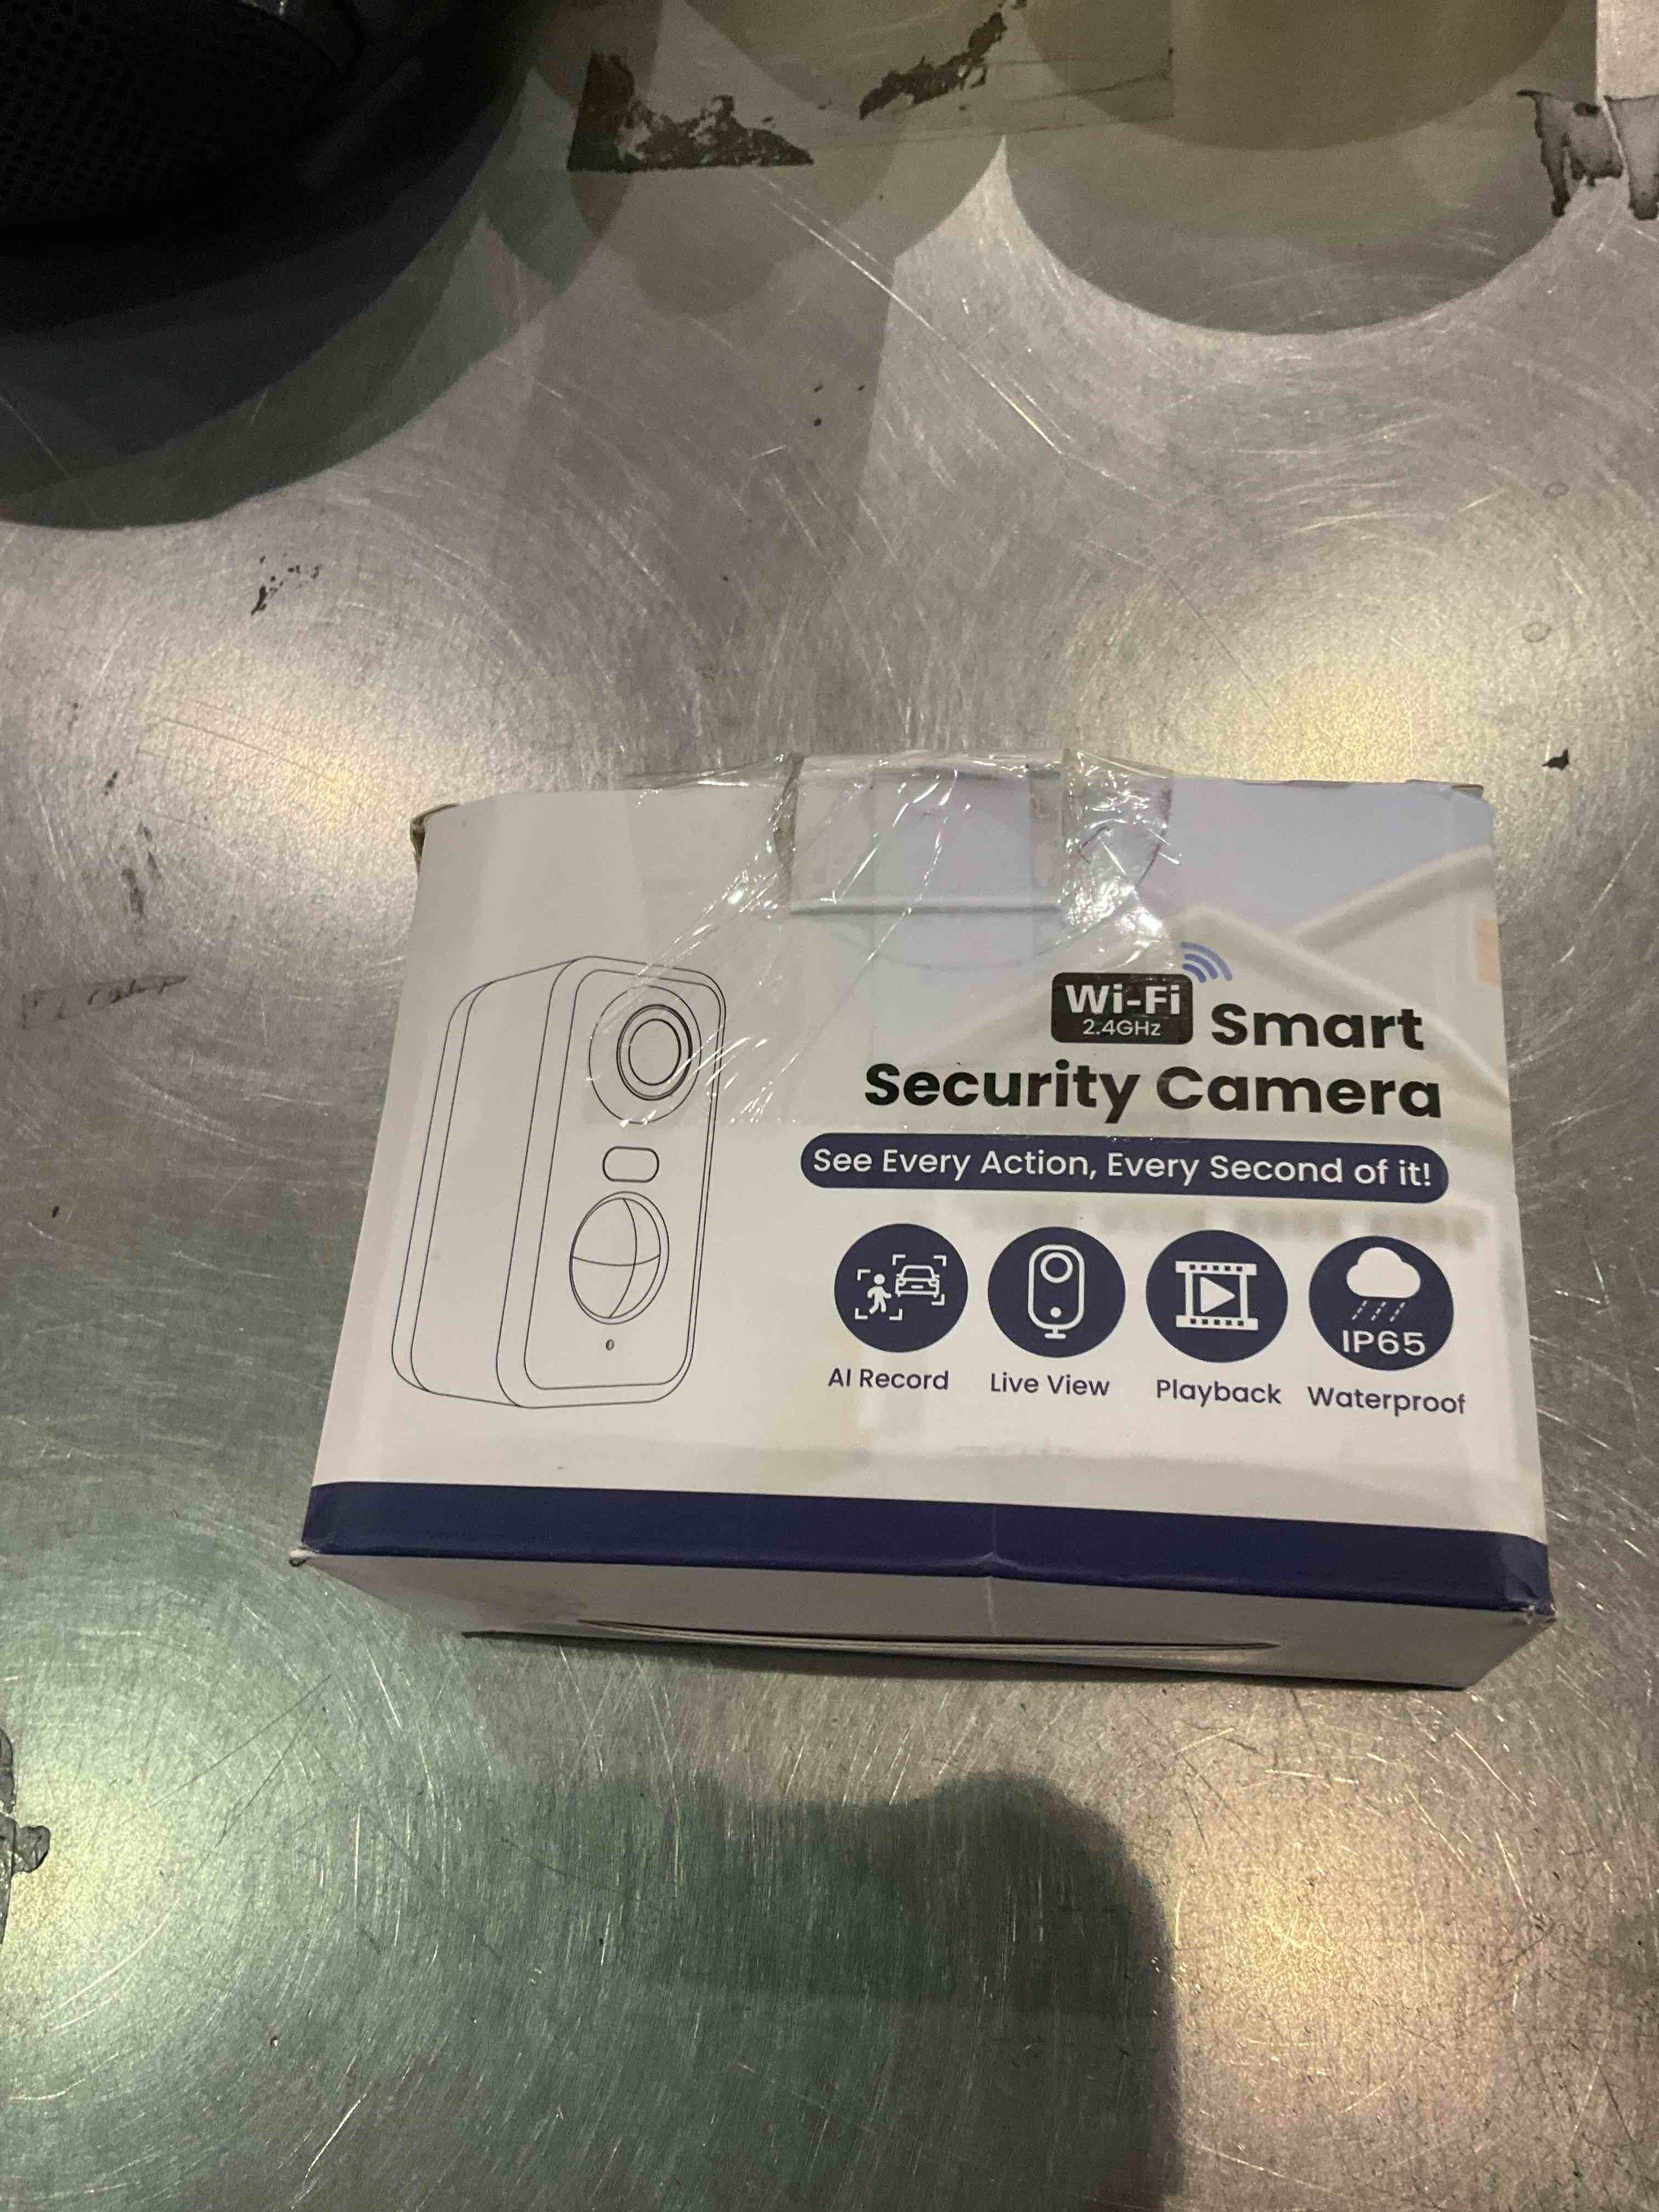 Wi-Fi
2.4GHz
Smart
Security Camera
See Every Action, Every Second of it!
IP65
AI Record
Live View
Playback
Waterproof